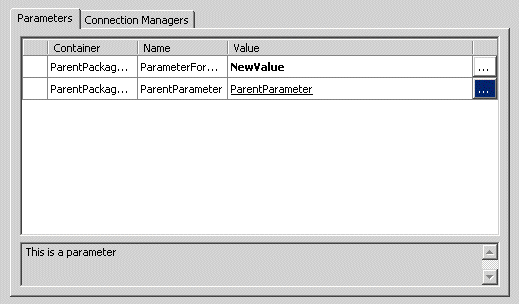 Parameters Connection Managers
Container Name Value
ParentPackag... ParameterFor... NewValue ...
ParentPackag... ParentParameter ParentParameter ...
This is a parameter